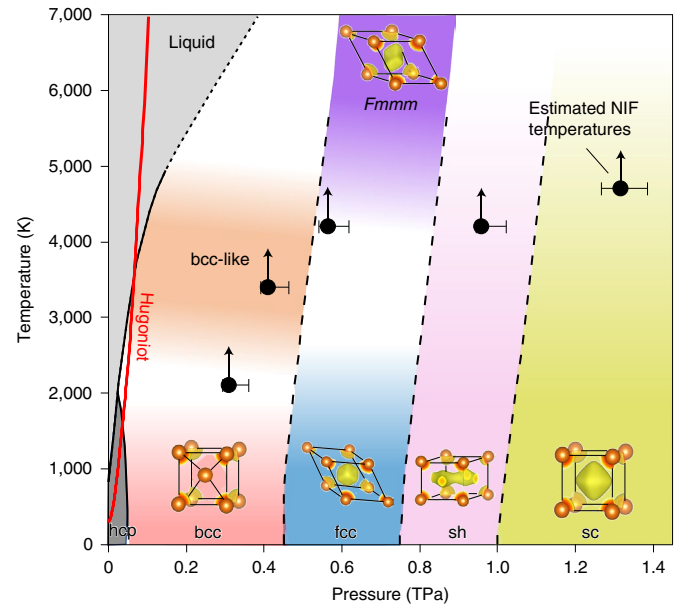 7,000
6,000
5,000
4,000
3,000
2,000
1,000
0
Temperature (K)
Liquid
Hugoniot
bcc-like
Fmmm
Estimated NIF
temperatures
hcp
bcc
fcc
sh
sc
0
0.2
0.4
0.6
0.8
1.0
1.2
1.4
Pressure (TPa)